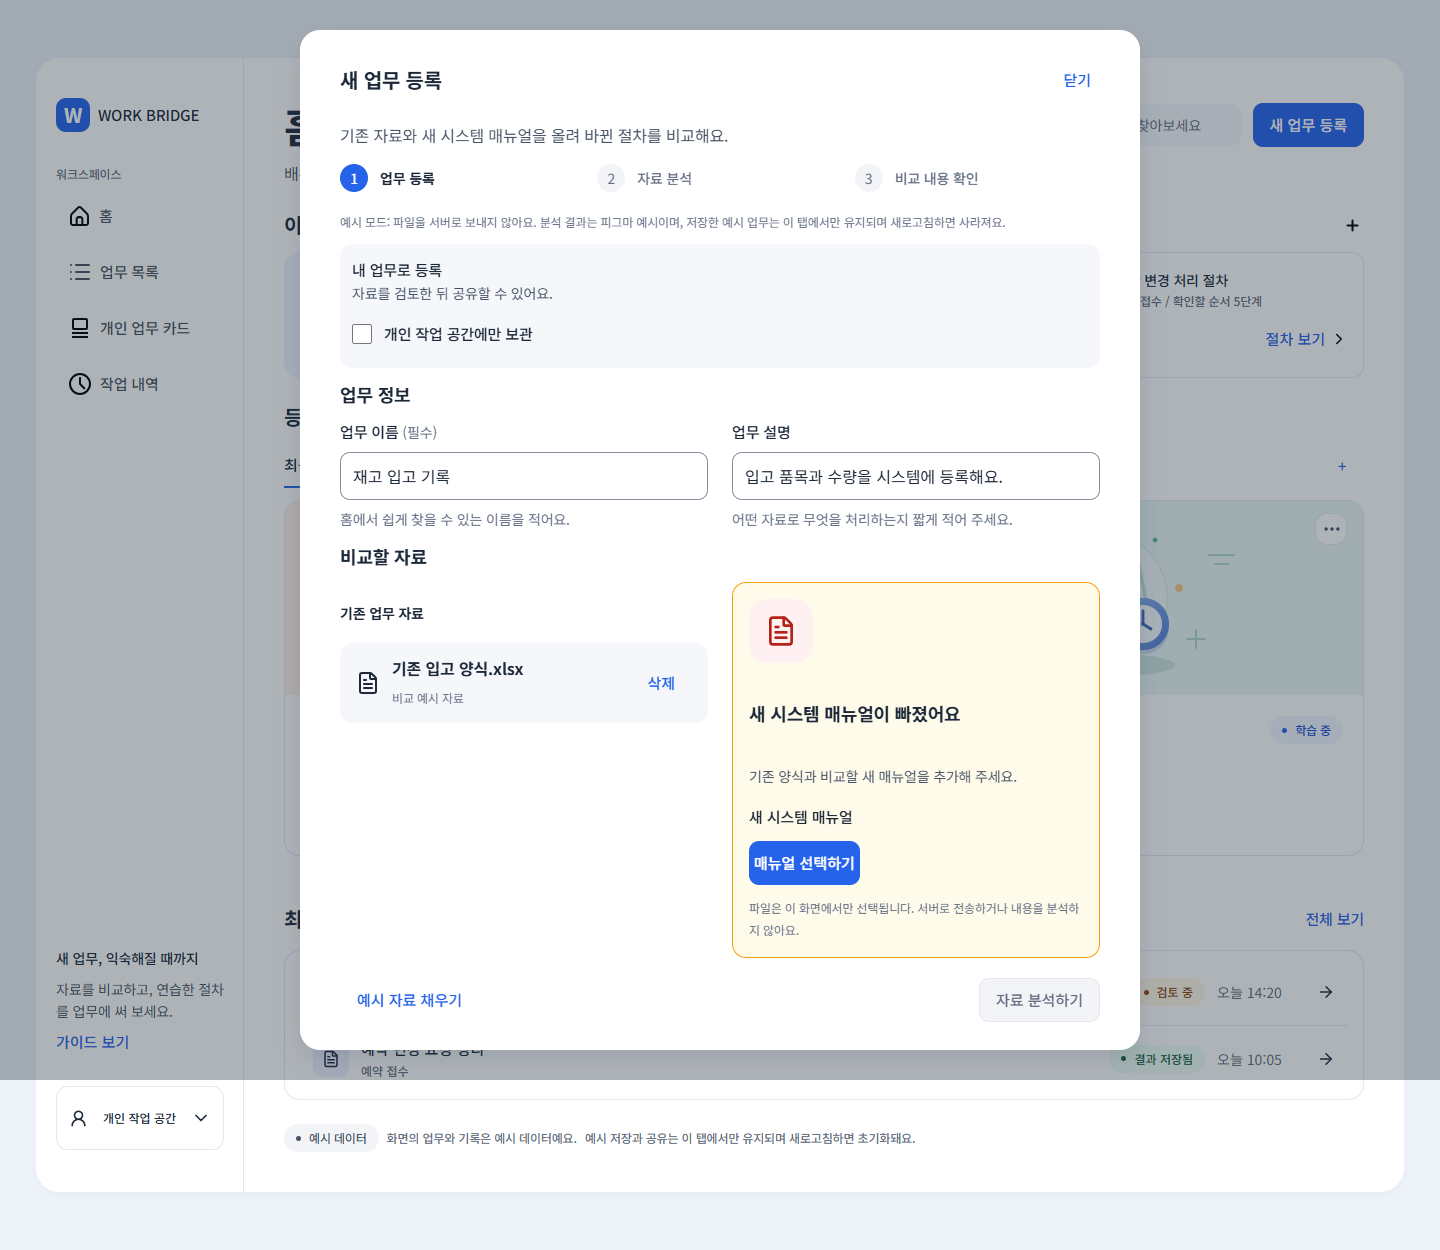 새 업무 등록
닫기
기존 자료와 새 시스템 매뉴얼을 올려 바뀐 절차를 비교해요.
1 업무 등록
2 자료 분석
3 비교 내용 확인
예시 모드: 파일을 서버로 보내지 않아요. 분석 결과는 피그마 예시이며, 저장한 예시 업무는 이 탭에서만 유지되며 새로고침하면 사라져요.
내 업무로 등록
자료를 검토한 뒤 공유할 수 있어요.
개인 작업 공간에만 보관
업무 정보
업무 이름 (필수)
재고 입고 기록
홈에서 쉽게 찾을 수 있는 이름을 적어요.
업무 설명
입고 품목과 수량을 시스템에 등록해요.
어떤 자료로 무엇을 처리하는지 짧게 적어 주세요.
비교할 자료
기존 업무 자료
기존 입고 양식.xlsx
비교 예시 자료
삭제
새 시스템 매뉴얼이 빠졌어요
기존 양식과 비교할 새 매뉴얼을 추가해 주세요.
새 시스템 매뉴얼
매뉴얼 선택하기
파일은 이 화면에서만 선택됩니다. 서버로 전송하거나 내용을 분석하
지 않아요.
예시 자료 채우기
자료 분석하기
W WORK BRIDGE
워크스페이스
홈
업무 목록
개인 업무 카드
작업 내역
새 업무, 익숙해질 때까지
자료를 비교하고, 연습한 절차
를 업무에 써 보세요.
가이드 보기
개인 작업 공간
찾아보세요
새 업무 등록
변경 처리 절차
접수 / 확인할 순서 5단계
절차 보기
+
학습 중
전체 보기
검토 중
오늘 14:20
예약 접수
결과 저장됨
오늘 10:05
예시 데이터
화면의 업무와 기록은 예시 데이터예요. 예시 저장과 공유는 이 탭에서만 유지되며 새로고침하면 초기화돼요.